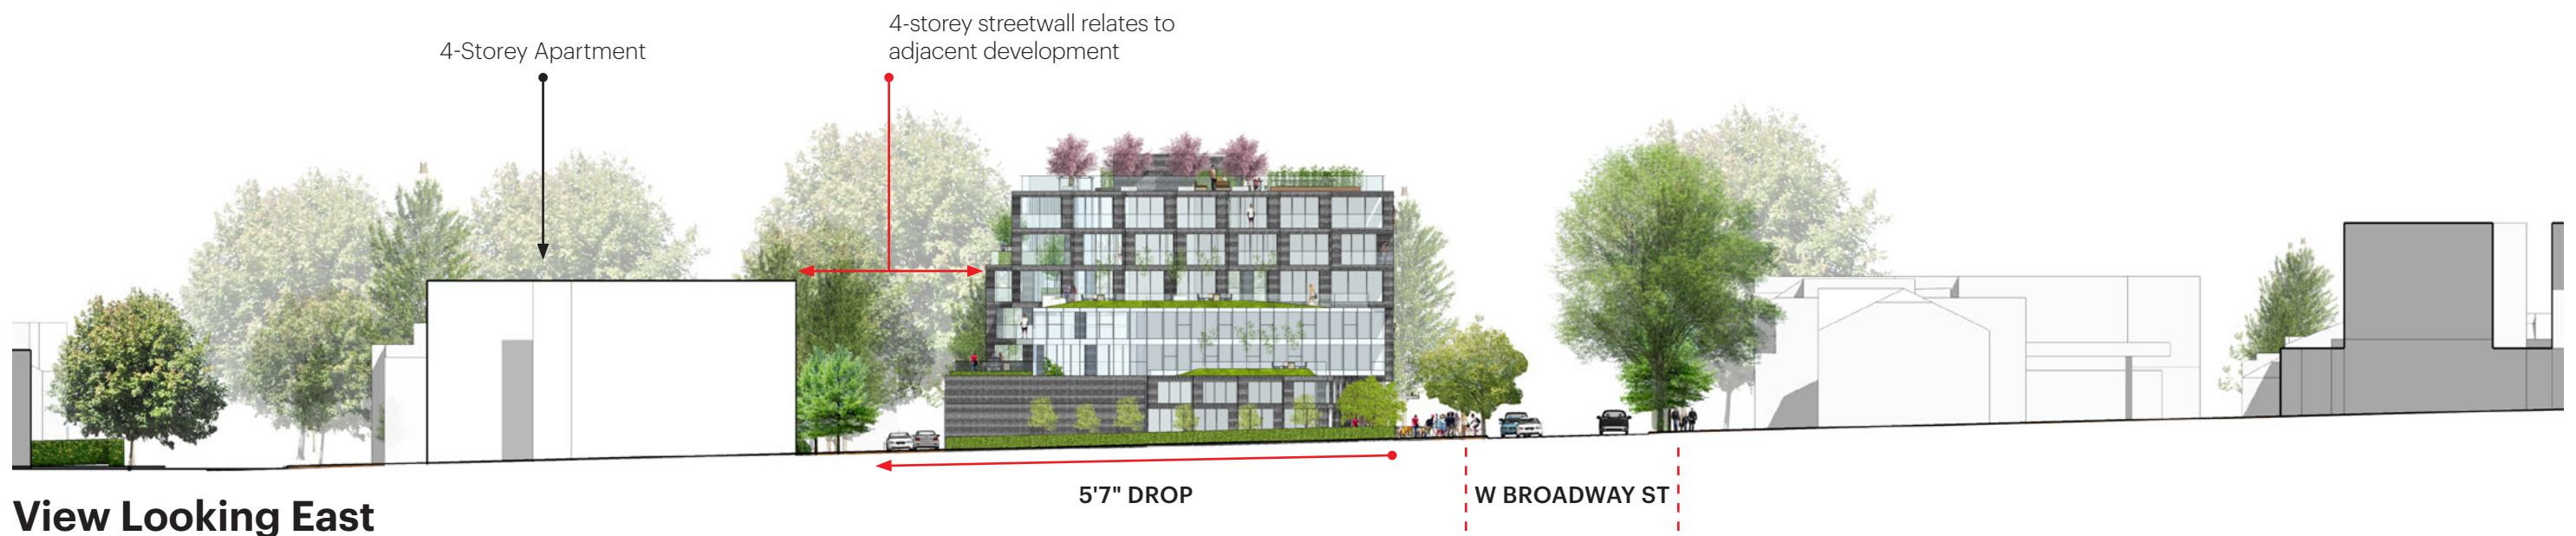 4-Storey Apartment
4-storey streetwall relates to
adjacent development
5'7" DROP
W BROADWAY ST
View Looking East